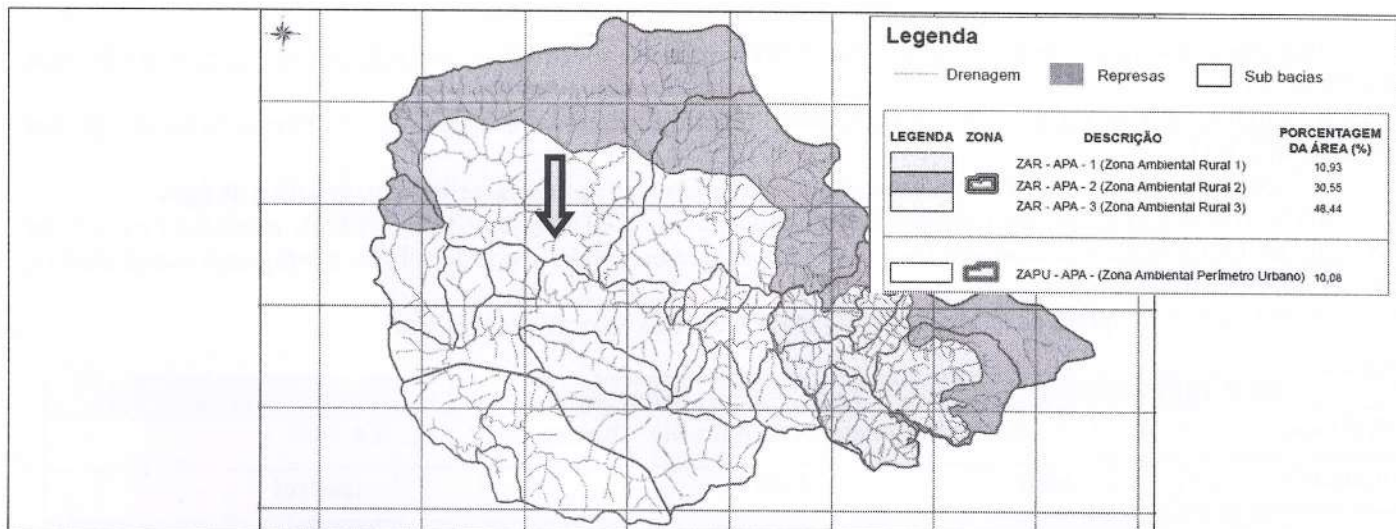 Legenda
Drenagem Represas Sub bacias
LEGENDA ZONA DESCRIÇÃO PORCENTAGEM DA ÁREA (%)
ZAR - APA - 1 (Zona Ambiental Rural 1) 10,93
ZAR - APA - 2 (Zona Ambiental Rural 2) 30,55
ZAR - APA - 3 (Zona Ambiental Rural 3) 48,44
ZAPU - APA - (Zona Ambiental Perímetro Urbano) 10,08